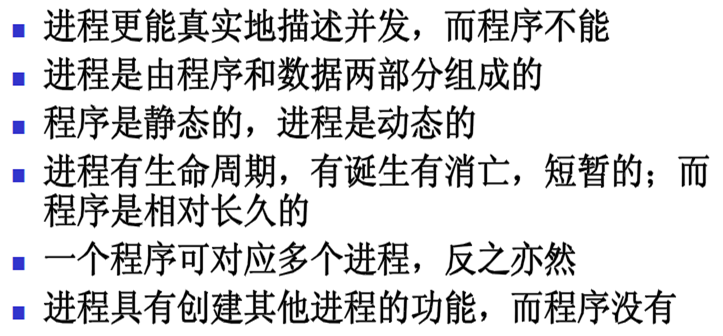 ■ 进程更能真实地描述并发，而程序不能
■ 进程是由程序和数据两部分组成的
■ 程序是静态的，进程是动态的
■ 进程有生命周期，有诞生有消亡，短暂的；而
程序是相对长久的
■ 一个程序可对应多个进程，反之亦然
■ 进程具有创建其他进程的功能，而程序没有